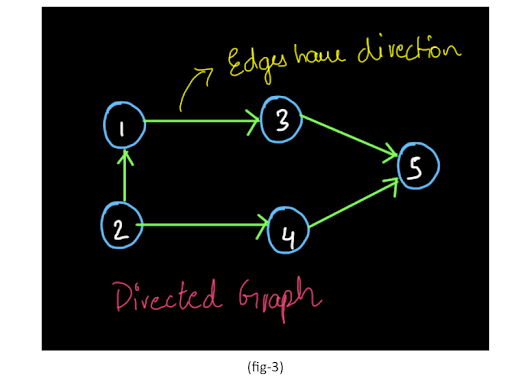 Edges have direction
1
3
5
2
4
Directed Graph
(fig-3)